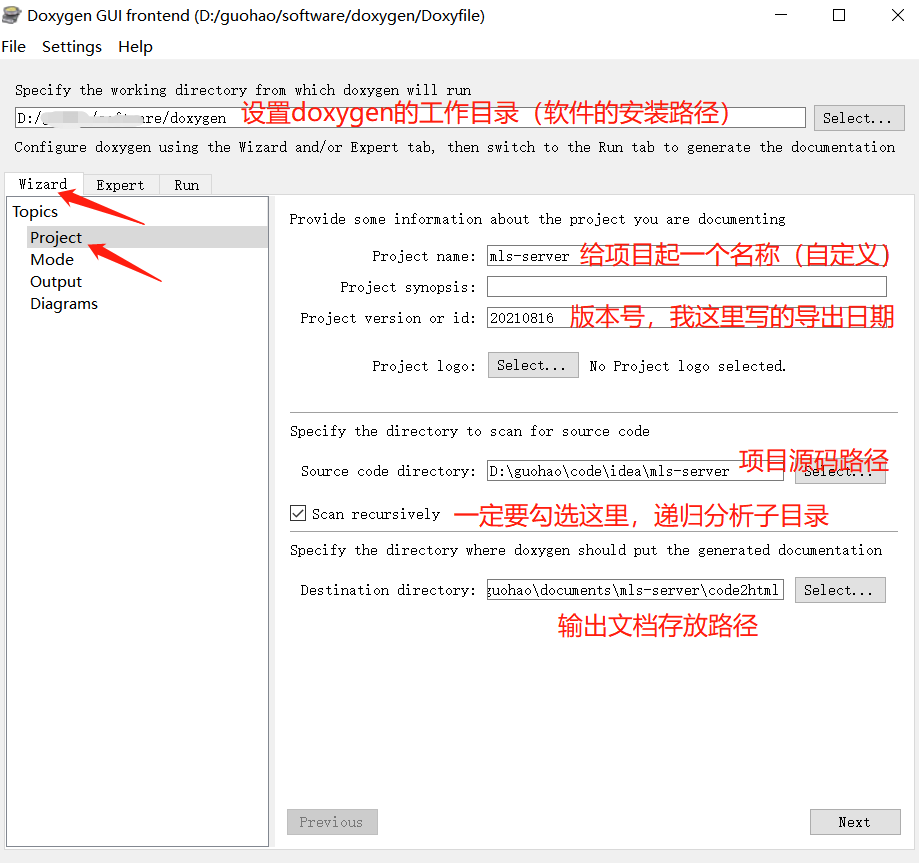 Doxygen GUI frontend (D:/guohao/software/doxygen/Doxyfile)
File Settings Help
Specify the working directory from which doxygen will run
D:/ /doxygen 设置doxygen的工作目录（软件的安装路径） Select...
Configure doxygen using the Wizard and/or Expert tab, then switch to the Run tab to generate the documentation
Wizard Expert Run
Topics
Project
Mode
Output
Diagrams
Provide some information about the project you are documenting
Project name: mls-server 给项目起一个名称（自定义）
Project synopsis:
Project version or id: 20210816 版本号，我这里写的导出日期
Project logo: Select... No Project logo selected.
Specify the directory to scan for source code
Source code directory: D:\guohao\code\idea\mls-server 项目源码路径 Select...
Scan recursively 一定要勾选这里，递归分析子目录
Specify the directory where doxygen should put the generated documentation
Destination directory: guohao\documents\mls-server\code2html Select...
输出文档存放路径
Previous Next